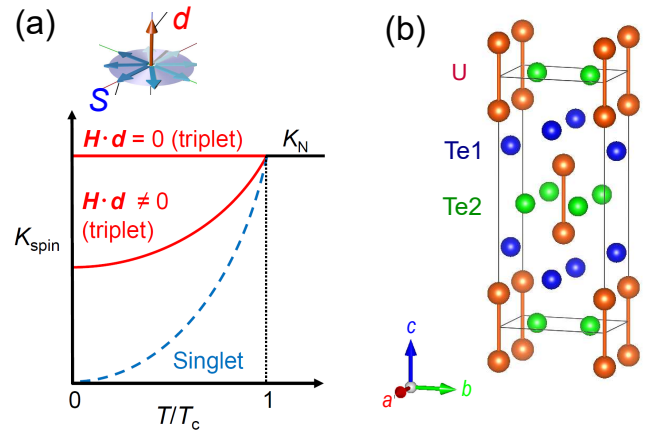 (a)
d
S
H · d = 0 (triplet)
K_N
H · d ≠ 0
(triplet)
K_spin
Singlet
0
1
T/T_c
(b)
U
Te1
Te2
c
b
a